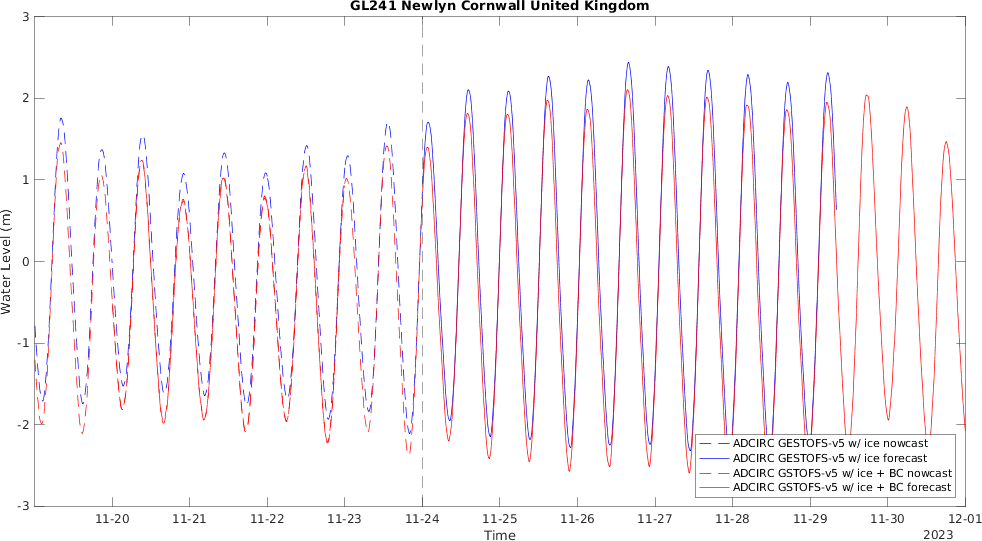 GL241 Newlyn Cornwall United Kingdom
3
2
1
0
-1
-2
-3
Water Level (m)
ADCIRC GESTOFS-v5 w/ ice nowcast
ADCIRC GESTOFS-v5 w/ ice forecast
ADCIRC GSTOFS-v5 w/ ice + BC nowcast
ADCIRC GSTOFS-v5 w/ ice + BC forecast
11-20 11-21 11-22 11-23 11-24 11-25 11-26 11-27 11-28 11-29 11-30 12-01
Time
2023